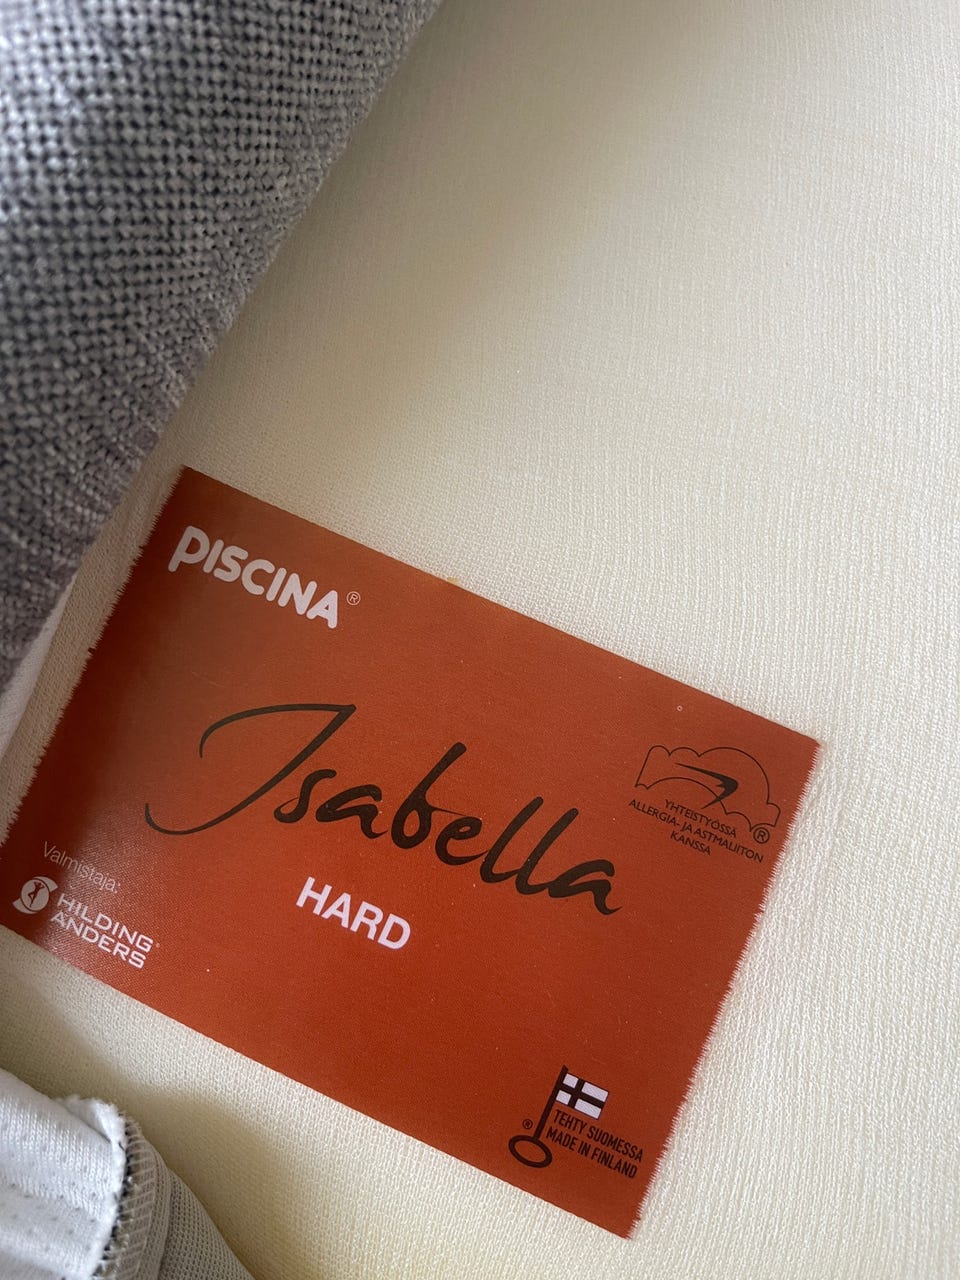 PISCINA®
Isabella
HARD
YHTEISTYÖSSÄ
ALLERGIA- JA ASTMALIITON
KANSSA
®
Valmistaja:
HILDING
ANDERS®
®
TEHTY SUOMESSA
MADE IN FINLAND